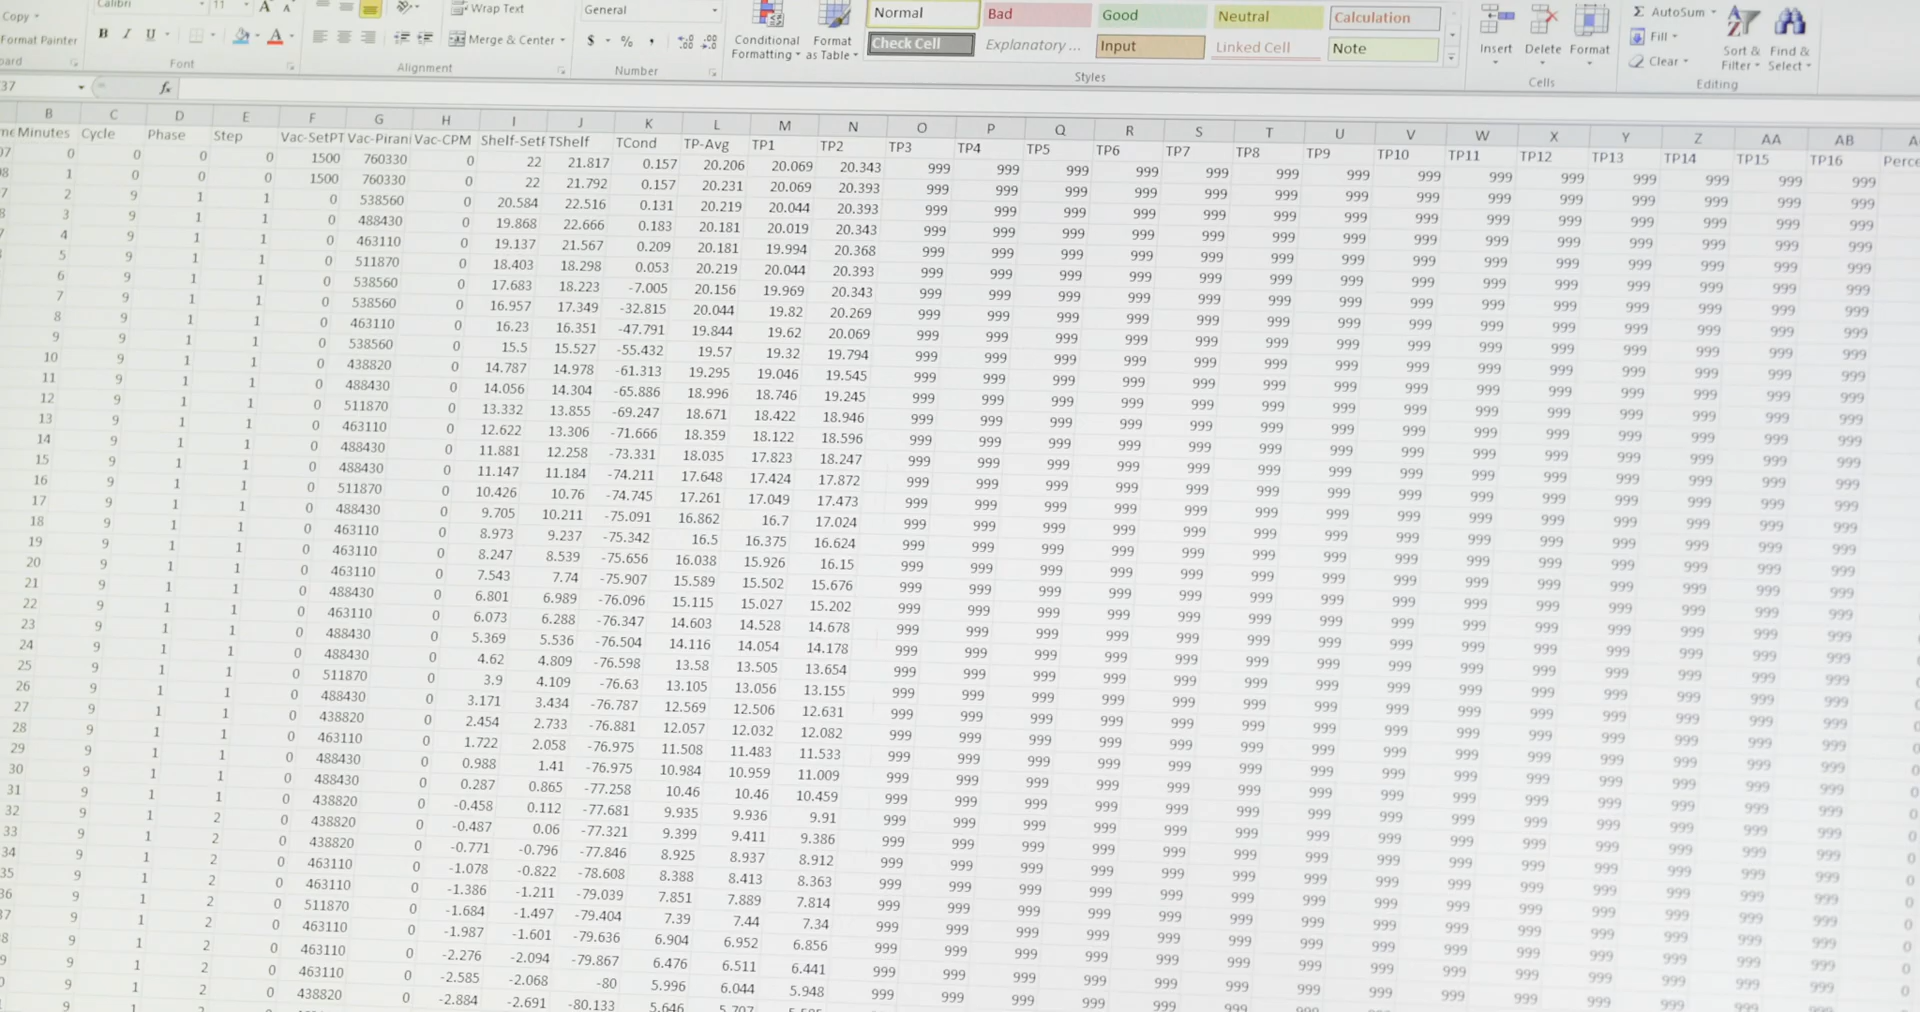 Copy
Format Painter
Calibri 11 A A
B I U A
Font
Wrap Text
Merge & Center
Alignment
General
$ % ,
Number
Conditional Formatting
Format as Table
Normal Bad Good Neutral Calculation
Check Cell Explanatory ... Input Linked Cell Note
Styles
Insert Delete Format
Cells
Σ AutoSum
Fill
Clear
Sort & Filter
Find & Select
Editing
37 fx
B C D E F G H I J K L M N O P Q R S T U V W X Y Z AA AB
Minutes Cycle Phase Step Vac-SetPT Vac-Pirani Vac-CPM Shelf-SetP TShelf TCond TP-Avg TP1 TP2 TP3 TP4 TP5 TP6 TP7 TP8 TP9 TP10 TP11 TP12 TP13 TP14 TP15 TP16 Perce
0 0 0 0 1500 760330 0 22 21.817 0.157 20.206 20.069 20.343 999 999 999 999 999 999 999 999 999 999 999 999 999 999
1 0 0 0 1500 760330 0 22 21.792 0.157 20.231 20.069 20.393 999 999 999 999 999 999 999 999 999 999 999 999 999 999
2 9 1 1 0 538560 0 20.584 22.516 0.131 20.219 20.044 20.393 999 999 999 999 999 999 999 999 999 999 999 999 999 999
3 9 1 1 0 488430 0 19.868 22.666 0.183 20.181 20.019 20.343 999 999 999 999 999 999 999 999 999 999 999 999 999 999
4 9 1 1 0 463110 0 19.137 21.567 0.209 20.181 19.994 20.368 999 999 999 999 999 999 999 999 999 999 999 999 999 999
5 9 1 1 0 511870 0 18.403 18.298 0.053 20.219 20.044 20.393 999 999 999 999 999 999 999 999 999 999 999 999 999 999
6 9 1 1 0 538560 0 17.683 18.223 -7.005 20.156 19.969 20.343 999 999 999 999 999 999 999 999 999 999 999 999 999 999
7 9 1 1 0 538560 0 16.957 17.349 -32.815 20.044 19.82 20.269 999 999 999 999 999 999 999 999 999 999 999 999 999 999
8 9 1 1 0 463110 0 16.23 16.351 -47.791 19.844 19.62 20.069 999 999 999 999 999 999 999 999 999 999 999 999 999 999
9 9 1 1 0 538560 0 15.5 15.527 -55.432 19.57 19.32 19.794 999 999 999 999 999 999 999 999 999 999 999 999 999 999
10 9 1 1 0 438820 0 14.787 14.978 -61.313 19.295 19.046 19.545 999 999 999 999 999 999 999 999 999 999 999 999 999 999
11 9 1 1 0 488430 0 14.056 14.304 -65.886 18.996 18.746 19.245 999 999 999 999 999 999 999 999 999 999 999 999 999 999
12 9 1 1 0 511870 0 13.332 13.855 -69.247 18.671 18.422 18.946 999 999 999 999 999 999 999 999 999 999 999 999 999 999
13 9 1 1 0 463110 0 12.622 13.306 -71.666 18.359 18.122 18.596 999 999 999 999 999 999 999 999 999 999 999 999 999 999
14 9 1 1 0 488430 0 11.881 12.258 -73.331 18.035 17.823 18.247 999 999 999 999 999 999 999 999 999 999 999 999 999 999
15 9 1 1 0 488430 0 11.147 11.184 -74.211 17.648 17.424 17.872 999 999 999 999 999 999 999 999 999 999 999 999 999 999
16 9 1 1 0 511870 0 10.426 10.76 -74.745 17.261 17.049 17.473 999 999 999 999 999 999 999 999 999 999 999 999 999 999
17 9 1 1 0 488430 0 9.705 10.211 -75.091 16.862 16.7 17.024 999 999 999 999 999 999 999 999 999 999 999 999 999 999
18 9 1 1 0 463110 0 8.973 9.237 -75.342 16.5 16.375 16.624 999 999 999 999 999 999 999 999 999 999 999 999 999 999
19 9 1 1 0 463110 0 8.247 8.539 -75.656 16.038 15.926 16.15 999 999 999 999 999 999 999 999 999 999 999 999 999 999
20 9 1 1 0 463110 0 7.543 7.74 -75.907 15.589 15.502 15.676 999 999 999 999 999 999 999 999 999 999 999 999 999 999
21 9 1 1 0 488430 0 6.801 6.989 -76.096 15.115 15.027 15.202 999 999 999 999 999 999 999 999 999 999 999 999 999 999
22 9 1 1 0 463110 0 6.073 6.288 -76.347 14.603 14.528 14.678 999 999 999 999 999 999 999 999 999 999 999 999 999 999
23 9 1 1 0 488430 0 5.369 5.536 -76.504 14.116 14.054 14.178 999 999 999 999 999 999 999 999 999 999 999 999 999 999
24 9 1 1 0 488430 0 4.62 4.809 -76.598 13.58 13.505 13.654 999 999 999 999 999 999 999 999 999 999 999 999 999 999
25 9 1 1 0 511870 0 3.9 4.109 -76.63 13.105 13.056 13.155 999 999 999 999 999 999 999 999 999 999 999 999 999 999
26 9 1 1 0 488430 0 3.171 3.434 -76.787 12.569 12.506 12.631 999 999 999 999 999 999 999 999 999 999 999 999 999 999
27 9 1 1 0 438820 0 2.454 2.733 -76.881 12.057 12.032 12.082 999 999 999 999 999 999 999 999 999 999 999 999 999 999
28 9 1 1 0 463110 0 1.722 2.058 -76.975 11.508 11.483 11.533 999 999 999 999 999 999 999 999 999 999 999 999 999 999
29 9 1 1 0 488430 0 0.988 1.41 -76.975 10.984 10.959 11.009 999 999 999 999 999 999 999 999 999 999 999 999 999 999
30 9 1 1 0 488430 0 0.287 0.865 -77.258 10.46 10.46 10.459 999 999 999 999 999 999 999 999 999 999 999 999 999 999
31 9 1 1 0 438820 0 -0.458 0.112 -77.681 9.935 9.936 9.91 999 999 999 999 999 999 999 999 999 999 999 999 999 999
32 9 1 2 0 438820 0 -0.487 0.06 -77.321 9.399 9.411 9.386 999 999 999 999 999 999 999 999 999 999 999 999 999 999
33 9 1 2 0 438820 0 -0.771 -0.796 -77.846 8.925 8.937 8.912 999 999 999 999 999 999 999 999 999 999 999 999 999 999
34 9 1 2 0 463110 0 -1.078 -0.822 -78.608 8.388 8.413 8.363 999 999 999 999 999 999 999 999 999 999 999 999 999 999
35 9 1 2 0 463110 0 -1.386 -1.211 -79.039 7.851 7.889 7.814 999 999 999 999 999 999 999 999 999 999 999 999 999 999
36 9 1 2 0 511870 0 -1.684 -1.497 -79.404 7.39 7.44 7.34 999 999 999 999 999 999 999 999 999 999 999 999 999 999
37 9 1 2 0 463110 0 -1.987 -1.601 -79.636 6.904 6.952 6.856 999 999 999 999 999 999 999 999 999 999 999 999 999 999
8 9 1 2 0 463110 0 -2.276 -2.094 -79.867 6.476 6.511 6.441 999 999 999 999 999 999 999 999 999 999 999 999 999 999
9 9 1 2 0 463110 0 -2.585 -2.068 -80 5.996 6.044 5.948 999 999 999 999 999 999 999 999 999 999 999 999 999 999
0 9 1 2 0 438820 0 -2.884 -2.691 -80.133 5.646 5.707